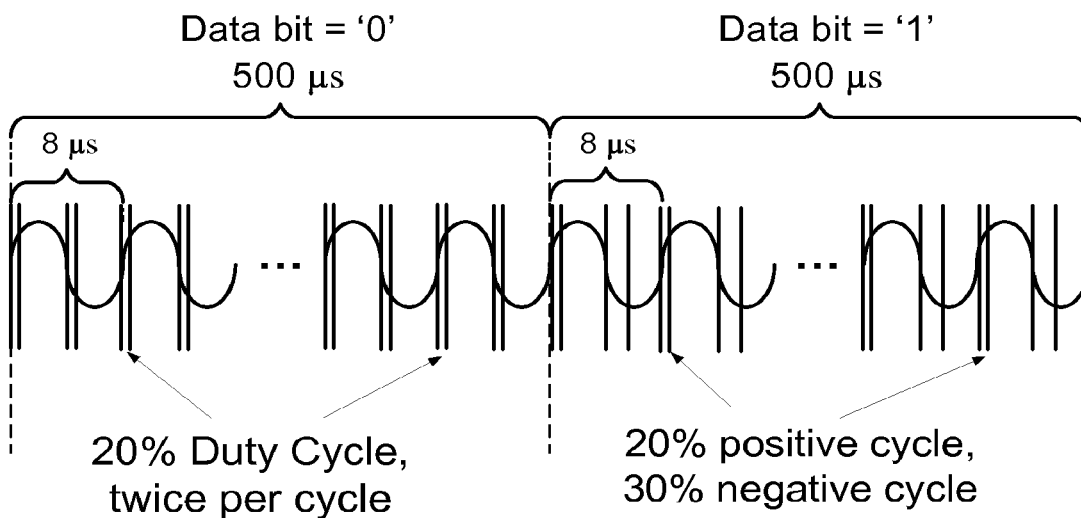 Data bit = ‘0’
500 µs
8 µs
Data bit = ‘1’
500 µs
8 µs
...
...
20% Duty Cycle,
twice per cycle
20% positive cycle,
30% negative cycle